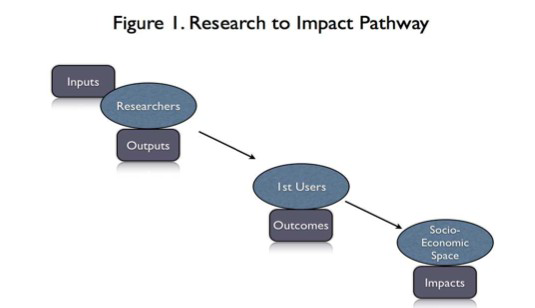 Figure 1. Research to Impact Pathway
Inputs
Researchers
Outputs
1st Users
Outcomes
Socio-
Economic
Space
Impacts